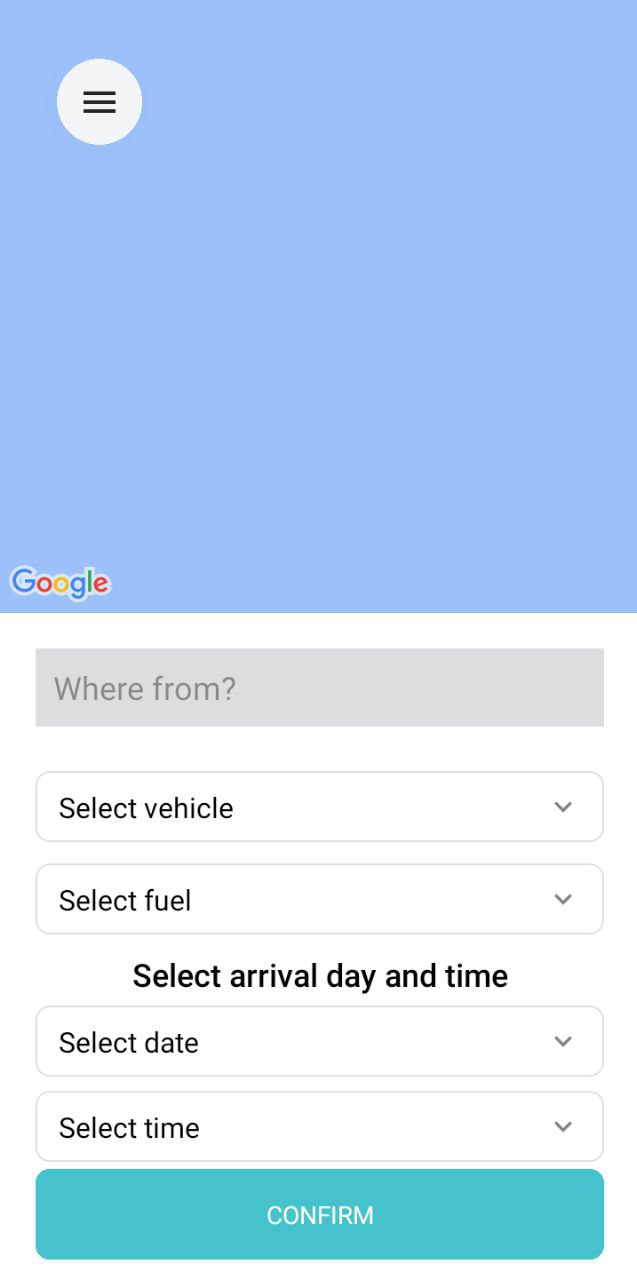 Google
Where from?
Select vehicle
Select fuel
Select arrival day and time
Select date
Select time
CONFIRM